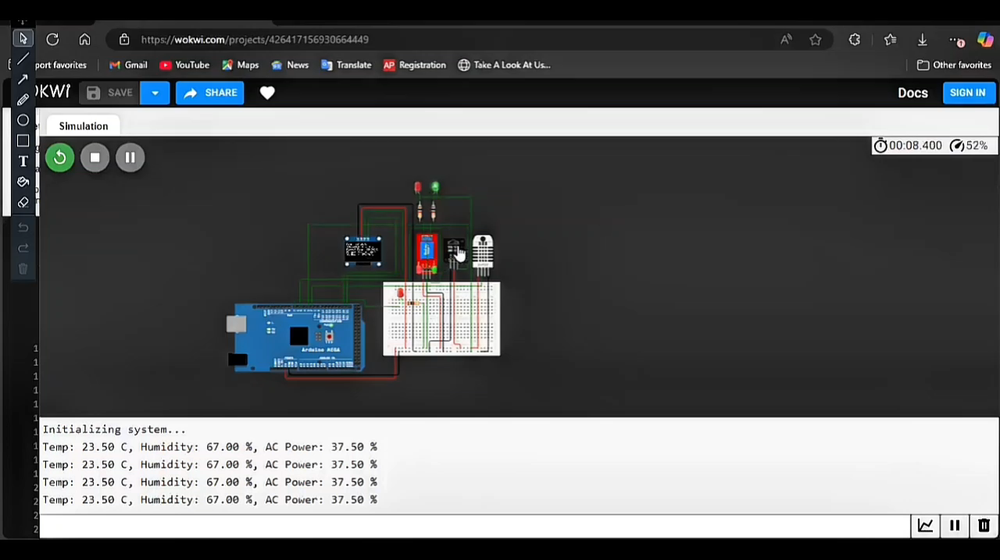 https://wokwi.com/projects/426417156930664449
port favorites
Gmail
YouTube
Maps
News
Translate
AP Registration
Take A Look At Us...
Other favorites
SAVE
SHARE
Docs
SIGN IN
Simulation
00:08.400
52%
Arduino MEGA
Initializing system...
Temp: 23.50 C, Humidity: 67.00 %, AC Power: 37.50 %
Temp: 23.50 C, Humidity: 67.00 %, AC Power: 37.50 %
Temp: 23.50 C, Humidity: 67.00 %, AC Power: 37.50 %
Temp: 23.50 C, Humidity: 67.00 %, AC Power: 37.50 %